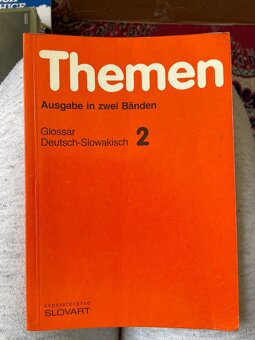 Themen
Ausgabe in zwei Bänden
Glossar
Deutsch-Slowakisch 2
VYDAVATEĽSTVO
SLOVART